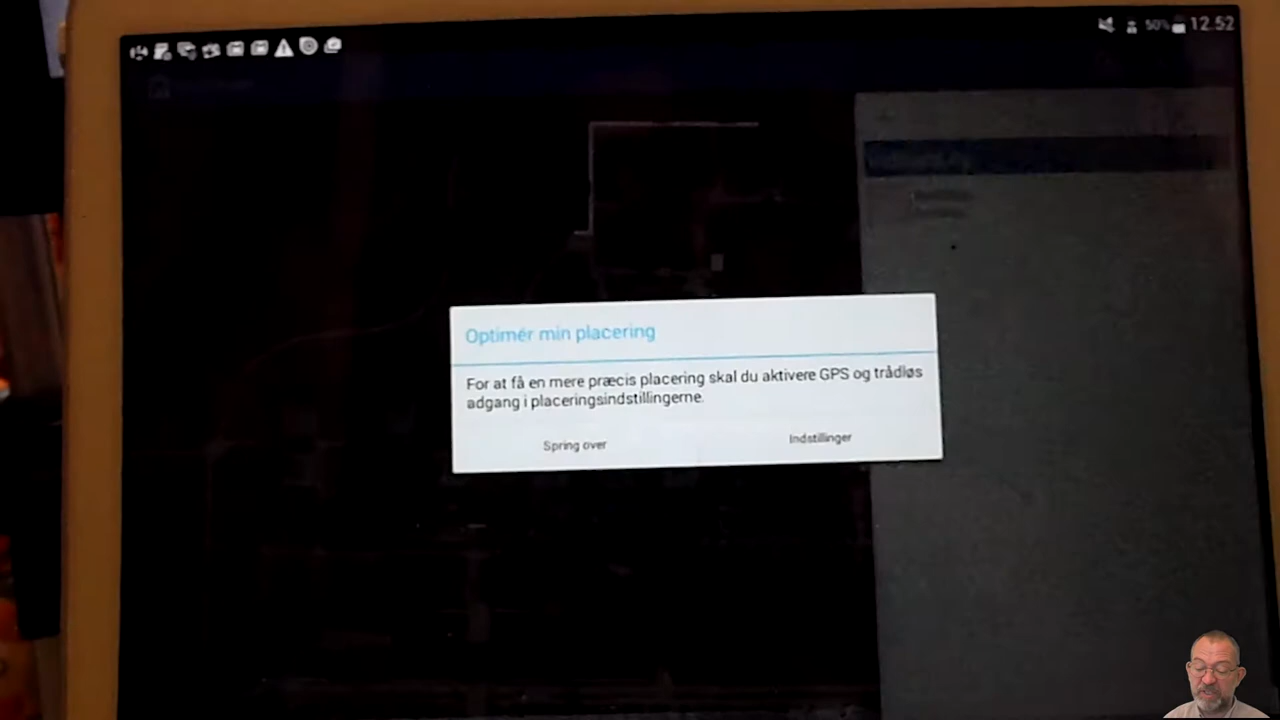 50% 12.52
Optimér min placering
For at få en mere præcis placering skal du aktivere GPS og trådløs
adgang i placeringsindstillingerne.
Spring over Indstillinger